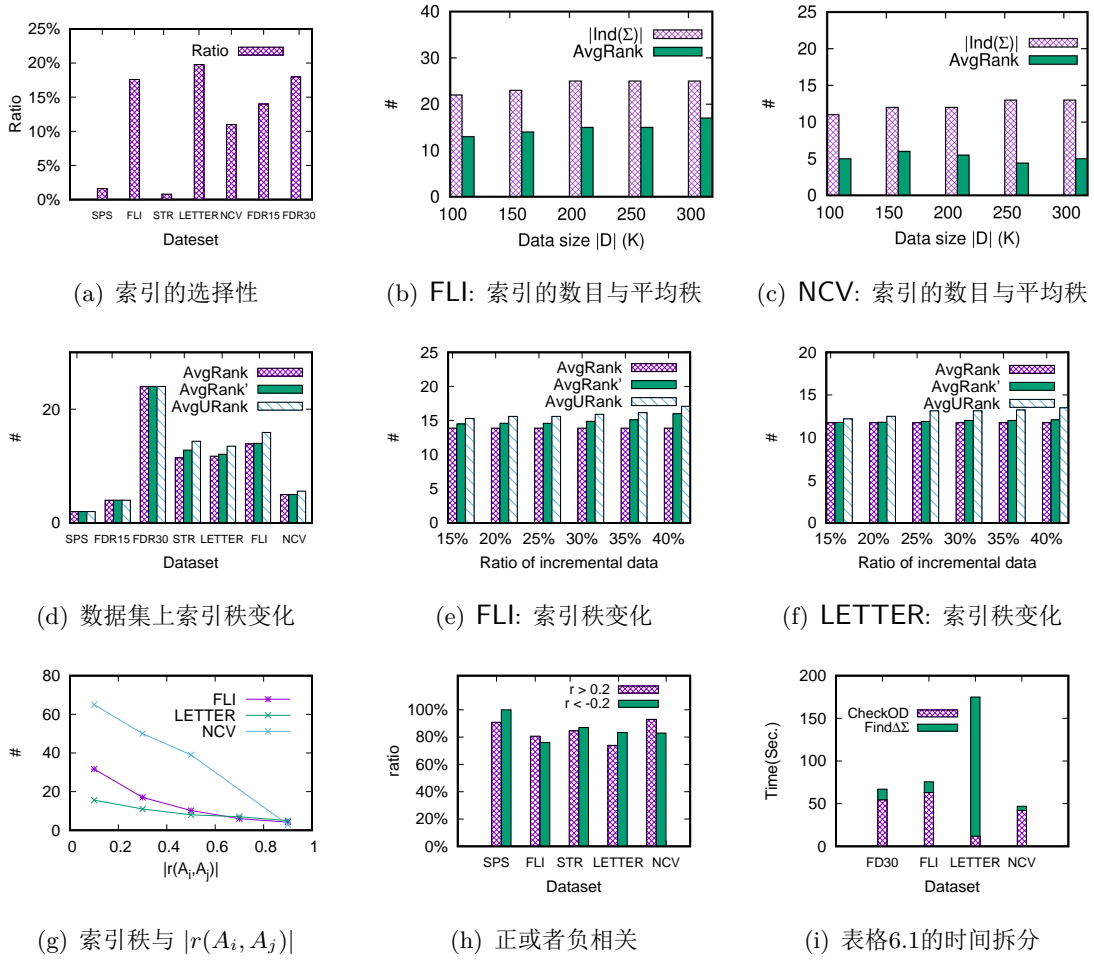 25%
20%
15%
10%
5%
0%
Ratio
Ratio
SPS FLI STR LETTER NCV FDR15 FDR30
Dateset
(a) 索引的选择性
40
30
20
10
0
#
|Ind(Σ)|
AvgRank
100 150 200 250 300
Data size |D| (K)
(b) FLI: 索引的数目与平均秩
25
20
15
10
5
0
#
|Ind(Σ)|
AvgRank
100 150 200 250 300
Data size |D| (K)
(c) NCV: 索引的数目与平均秩
20
0
#
AvgRank
AvgRank'
AvgURank
SPS FDR15 FDR30 STR LETTER FLI NCV
Dataset
(d) 数据集上索引秩变化
25
20
15
10
5
0
#
AvgRank
AvgRank'
AvgURank
15% 20% 25% 30% 35% 40%
Ratio of incremental data
(e) FLI: 索引秩变化
20
15
10
5
0
#
AvgRank
AvgRank'
AvgURank
15% 20% 25% 30% 35% 40%
Ratio of incremental data
(f) LETTER: 索引秩变化
80
60
40
20
0
#
FLI
LETTER
NCV
0 0.2 0.4 0.6 0.8 1
|r(A_i,A_j)|
(g) 索引秩与 |r(A_i, A_j)|
100%
80%
60%
40%
20%
0%
ratio
r > 0.2
r < -0.2
SPS FLI STR LETTER NCV
Dataset
(h) 正或者负相关
200
150
100
50
0
Time(Sec.)
CheckOD
FindΔΣ
FD30 FLI LETTER NCV
Dataset
(i) 表格6.1的时间拆分